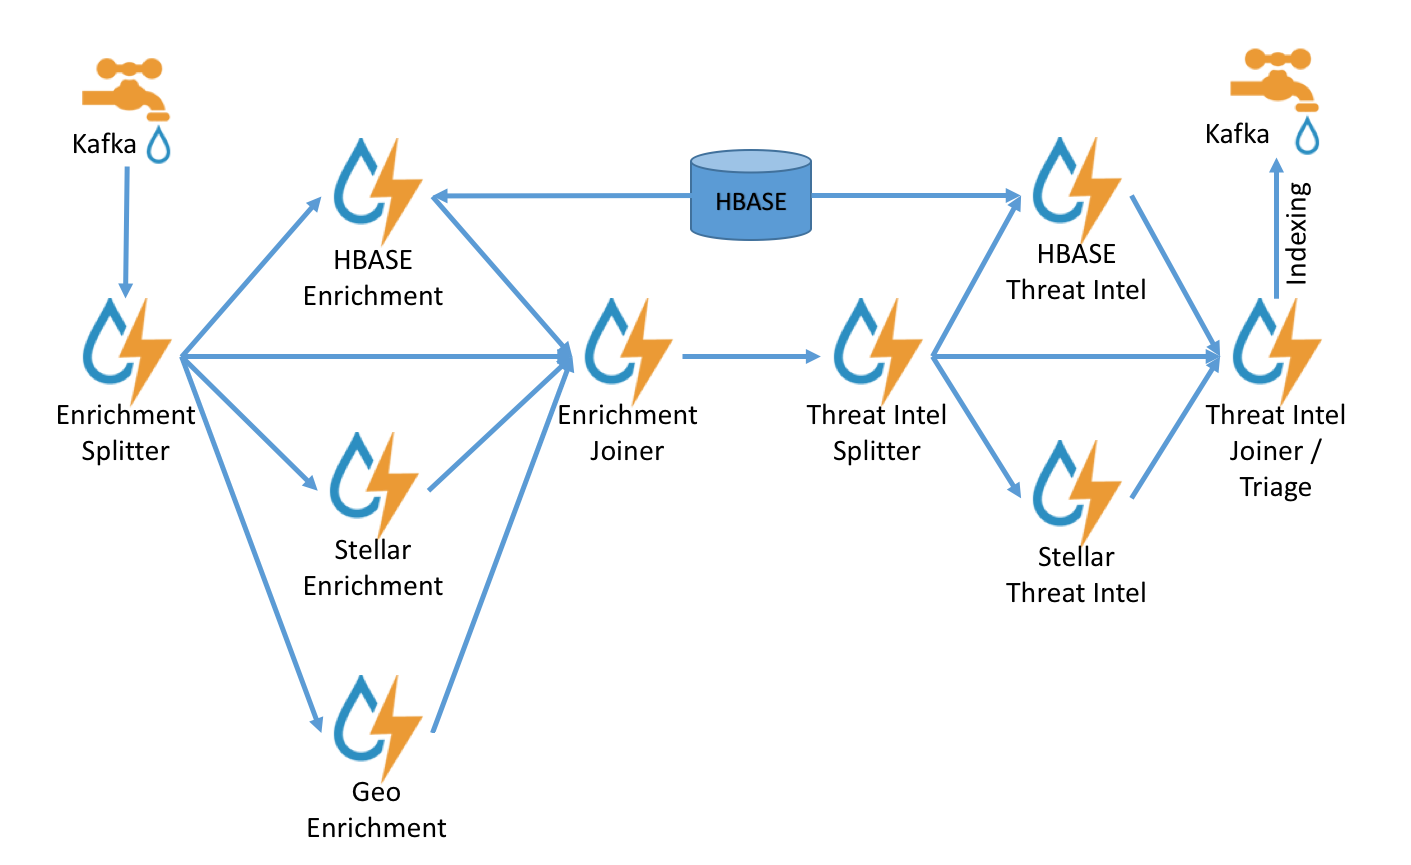 Kafka
Kafka
HBASE
Indexing
HBASE
Enrichment
HBASE
Threat Intel
Enrichment
Splitter
Enrichment
Joiner
Threat Intel
Splitter
Threat Intel
Joiner /
Triage
Stellar
Enrichment
Stellar
Threat Intel
Geo
Enrichment